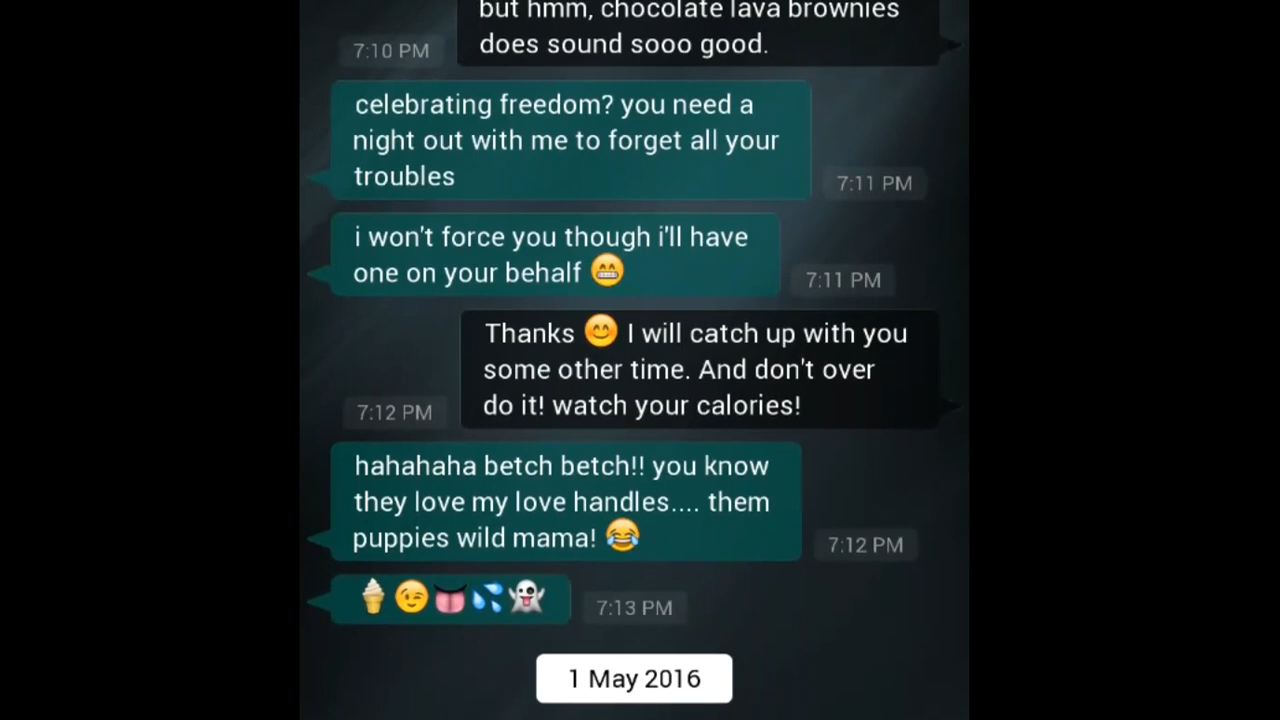 but hmm, chocolate lava brownies
does sound sooo good.
7:10 PM
celebrating freedom? you need a
night out with me to forget all your
troubles
7:11 PM
i won't force you though i'll have
one on your behalf 😁
7:11 PM
Thanks 😊 I will catch up with you
some other time. And don't over
do it! watch your calories!
7:12 PM
hahahaha betch betch!! you know
they love my love handles.... them
puppies wild mama! 😂
7:12 PM
🍦😉👅💦👻
7:13 PM
1 May 2016